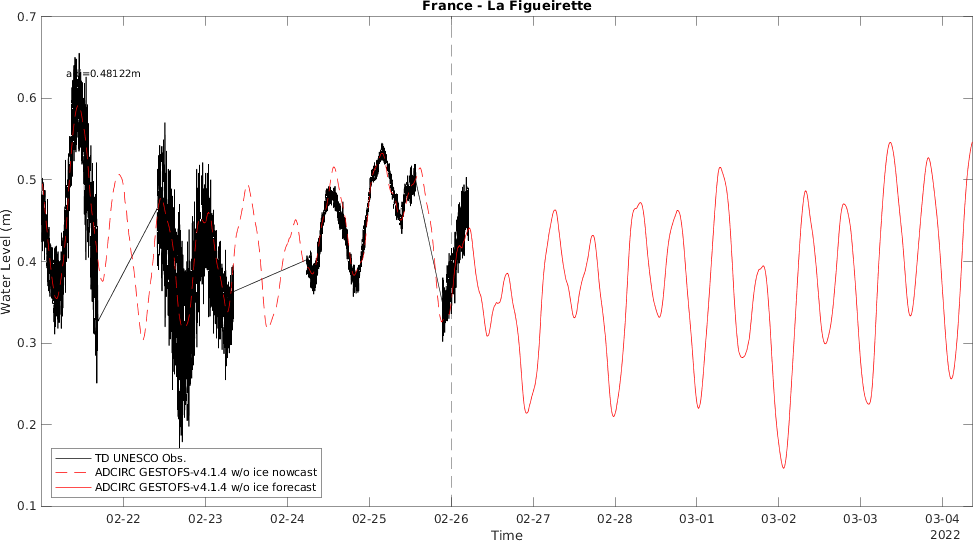 France - La Figueirette
0.7
0.6
0.5
0.4
0.3
0.2
0.1
Water Level (m)
=0.48122m
TD UNESCO Obs.
ADCIRC GESTOFS-v4.1.4 w/o ice nowcast
ADCIRC GESTOFS-v4.1.4 w/o ice forecast
02-22 02-23 02-24 02-25 02-26 02-27 02-28 03-01 03-02 03-03 03-04
Time 2022